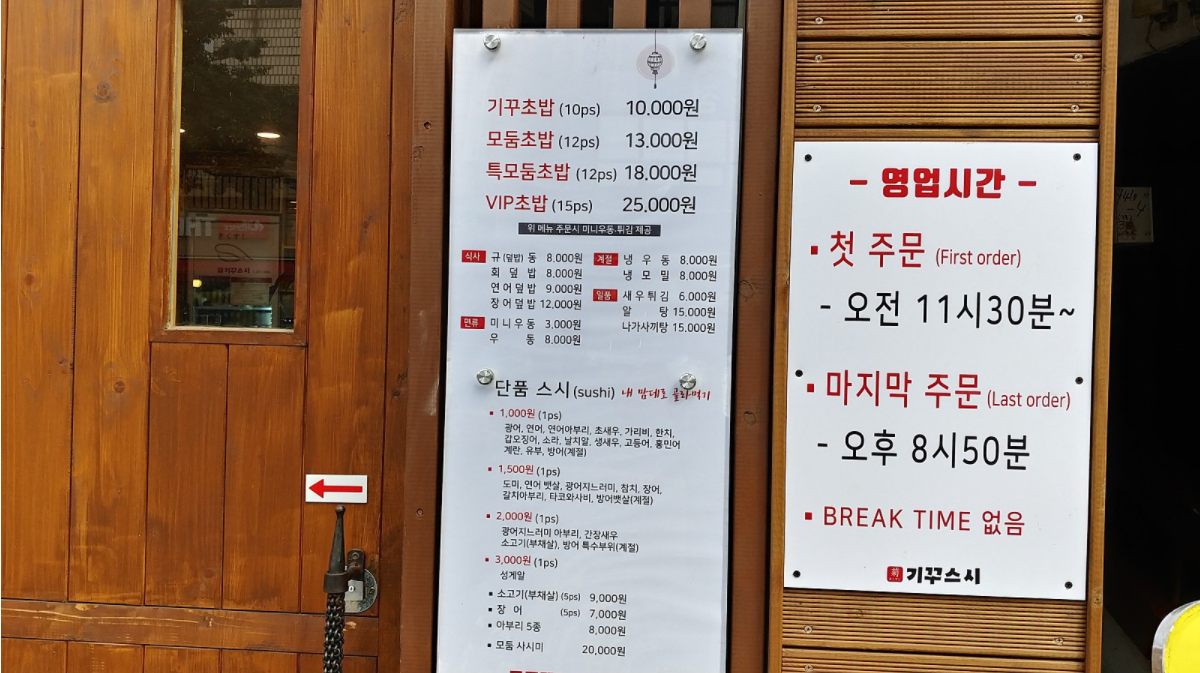 기꾸초밥 (10ps) 10.000원
모둠초밥 (12ps) 13.000원
특모둠초밥 (12ps) 18.000원
VIP초밥 (15ps) 25.000원
위 메뉴 주문시 미니우동·튀김 제공
식사 규(덮밥)동 8.000원
회덮밥 8.000원
연어덮밥 9.000원
장어덮밥 12.000원
면류 미니우동 3.000원
우동 8.000원
계절 냉우동 8.000원
냉모밀 8.000원
일품 새우튀김 6.000원
알탕 15.000원
나가사끼탕 15.000원
단품 스시(sushi) 내 맘데로 골라먹기
1,000원 (1ps)
광어, 연어, 연어아부리, 초새우, 가리비, 한치,
갑오징어, 소라, 날치알, 생새우, 고등어, 홍민어
계란, 유부, 방어(계절)
1,500원 (1ps)
도미, 연어 뱃살, 광어지느러미, 참치, 장어,
갈치아부리, 타코와사비, 방어뱃살(계절)
2,000원 (1ps)
광어지느러미 아부리, 간장새우
소고기(부채살), 방어 특수부위(계절)
3,000원 (1ps)
성게알
소고기(부채살) (5ps) 9,000원
장어 (5ps) 7,000원
아부리 5종 8,000원
모둠 사시미 20,000원
– 영업시간 –
첫 주문 (First order)
- 오전 11시30분~
마지막 주문(Last order)
- 오후 8시50분
BREAK TIME 없음
기꾸스시